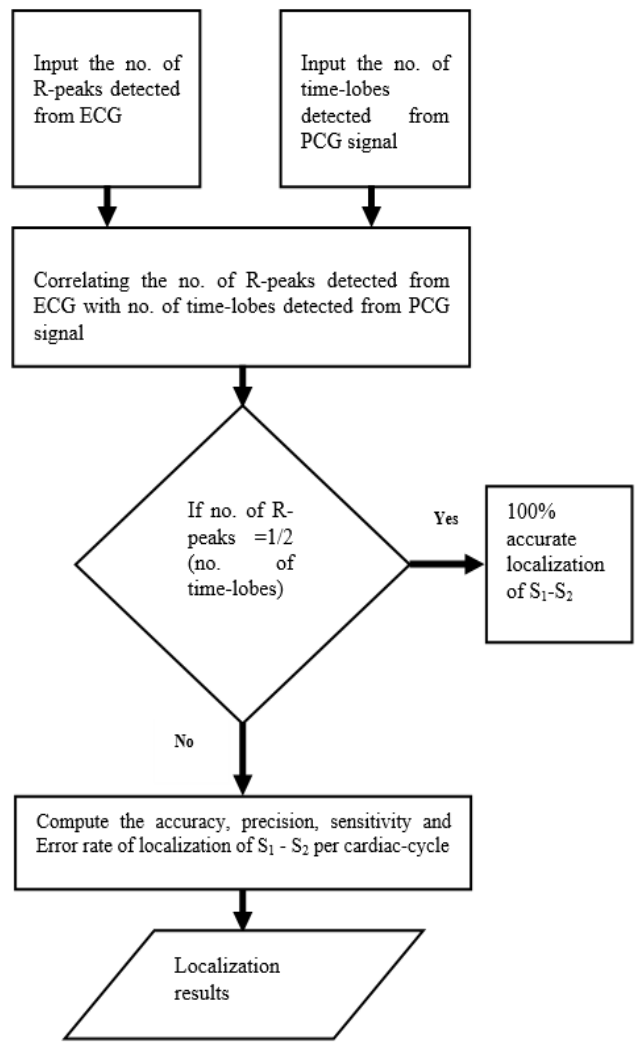 Input the no. of
R-peaks detected
from ECG
Input the no. of
time-lobes
detected from
PCG signal
Correlating the no. of R-peaks detected from
ECG with no. of time-lobes detected from PCG
signal
If no. of R-
peaks =1/2
(no. of
time-lobes)
Yes
100%
accurate
localization
of S₁-S₂
No
Compute the accuracy, precision, sensitivity and
Error rate of localization of S₁ - S₂ per cardiac-cycle
Localization
results